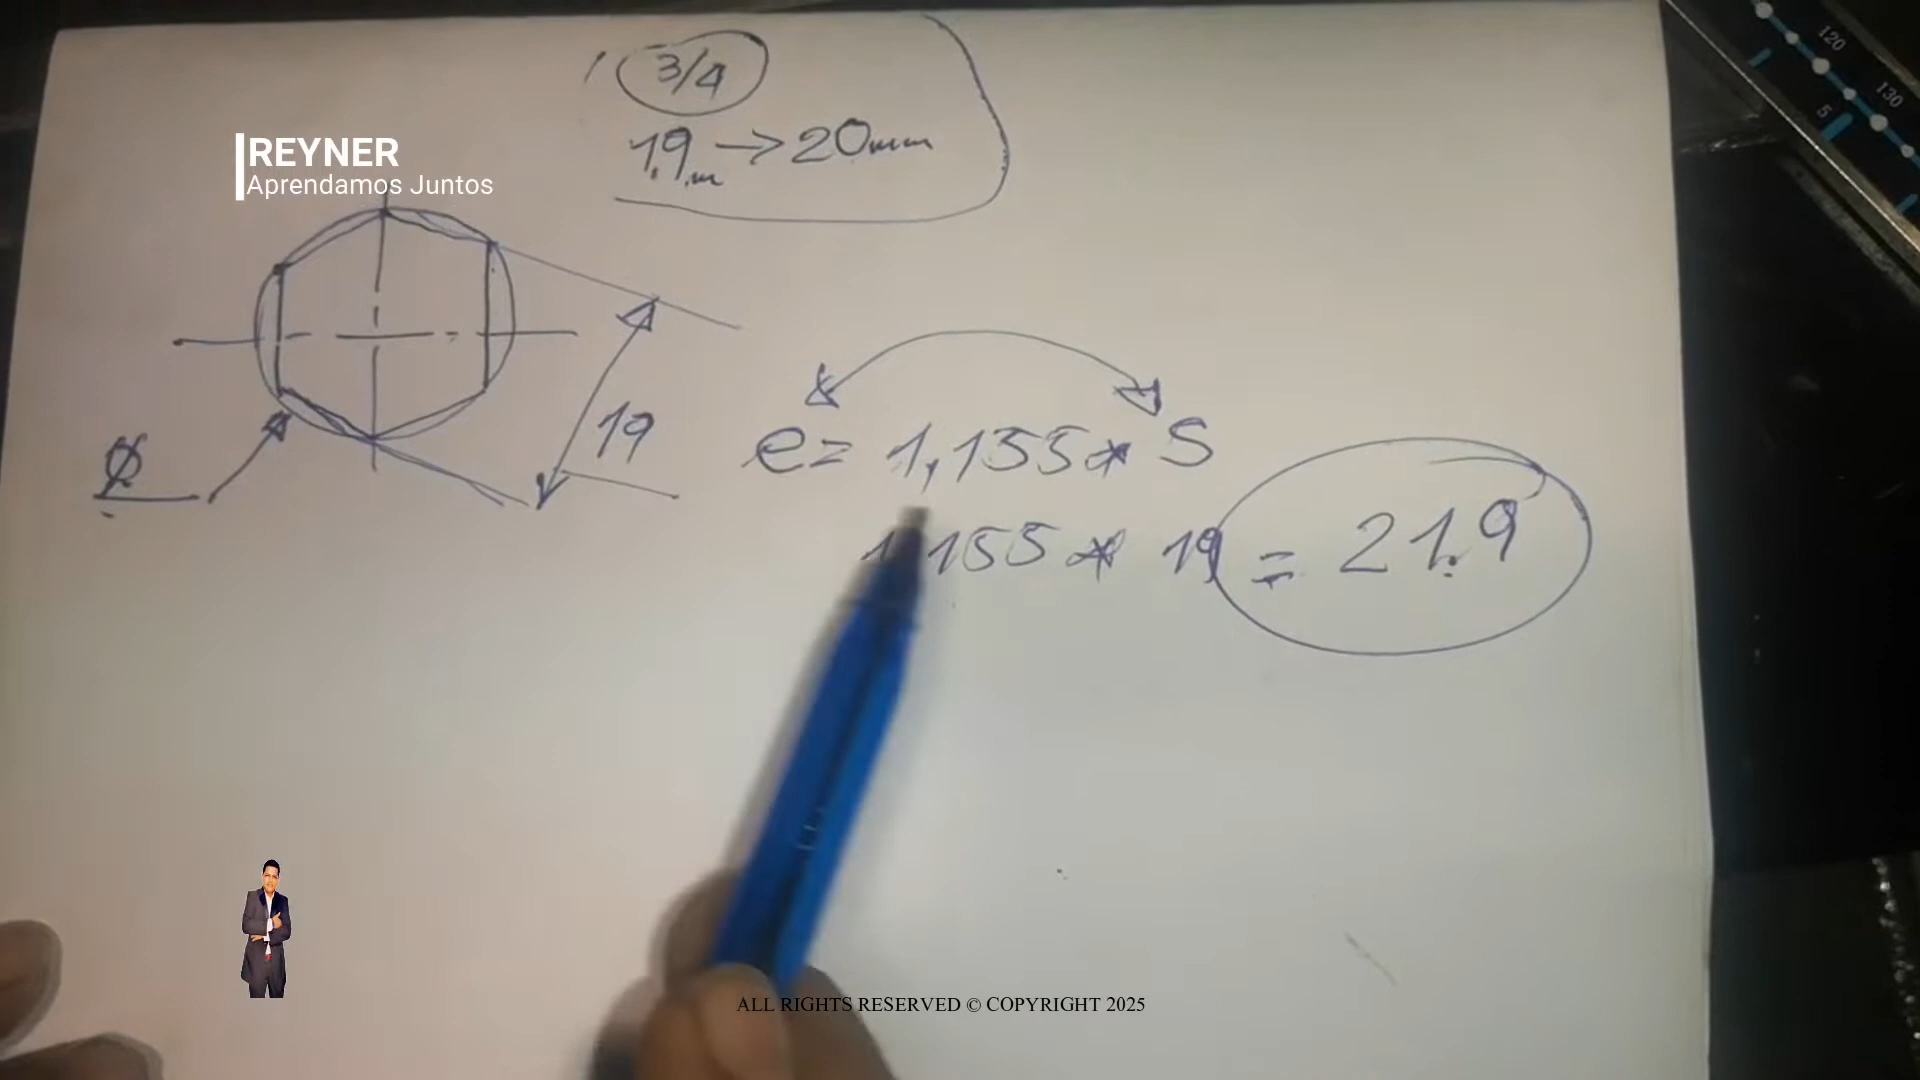 3/4
REYNER
Aprendamos Juntos
1.9 → 20mm
19
Ø
e = 1,155 * S
155 * 19 = 21.9
120
130
5
ALL RIGHTS RESERVED © COPYRIGHT 2025